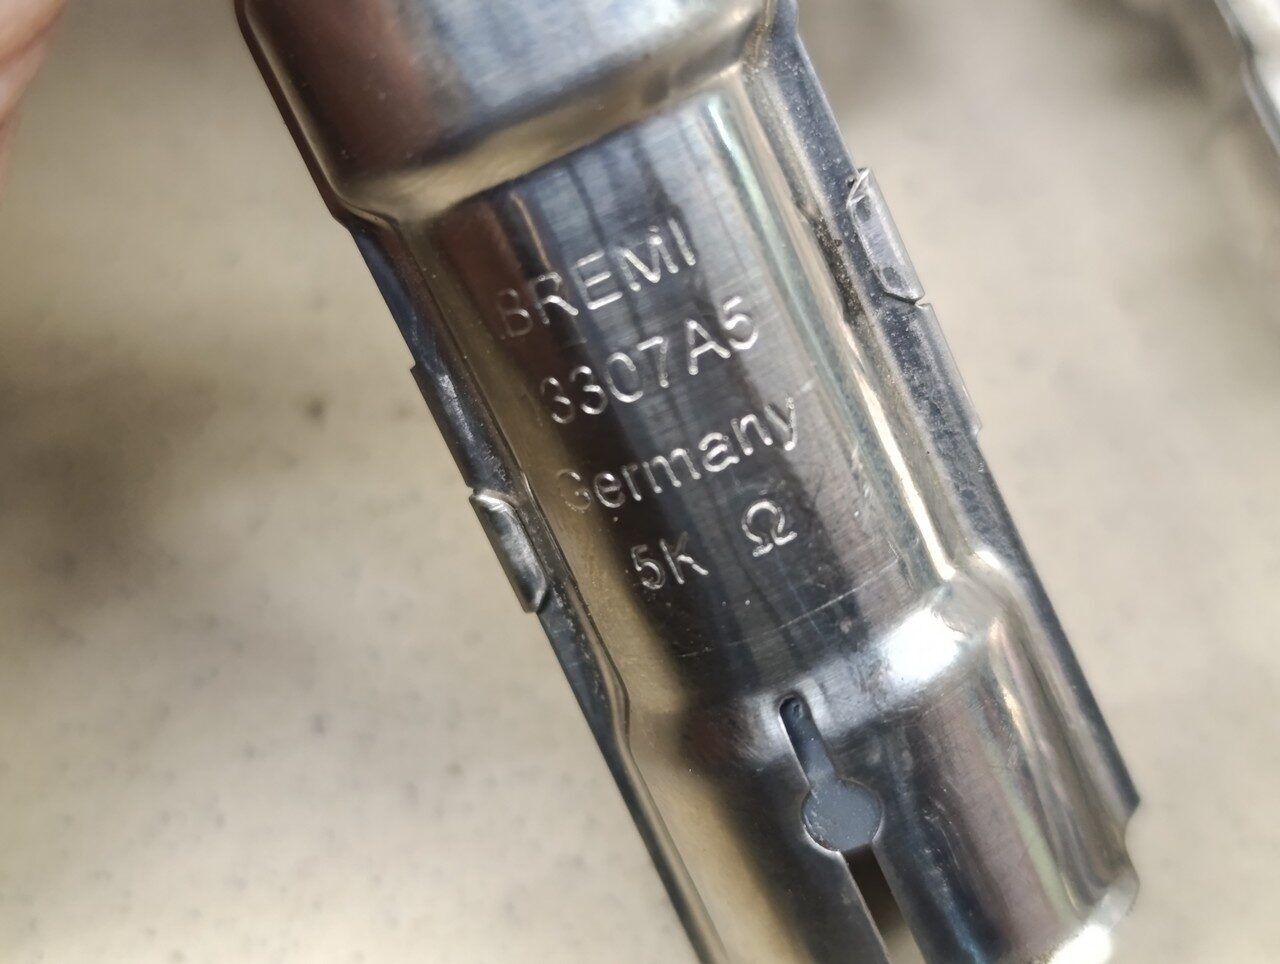 BREMI
3307A5
Germany
5K Ω